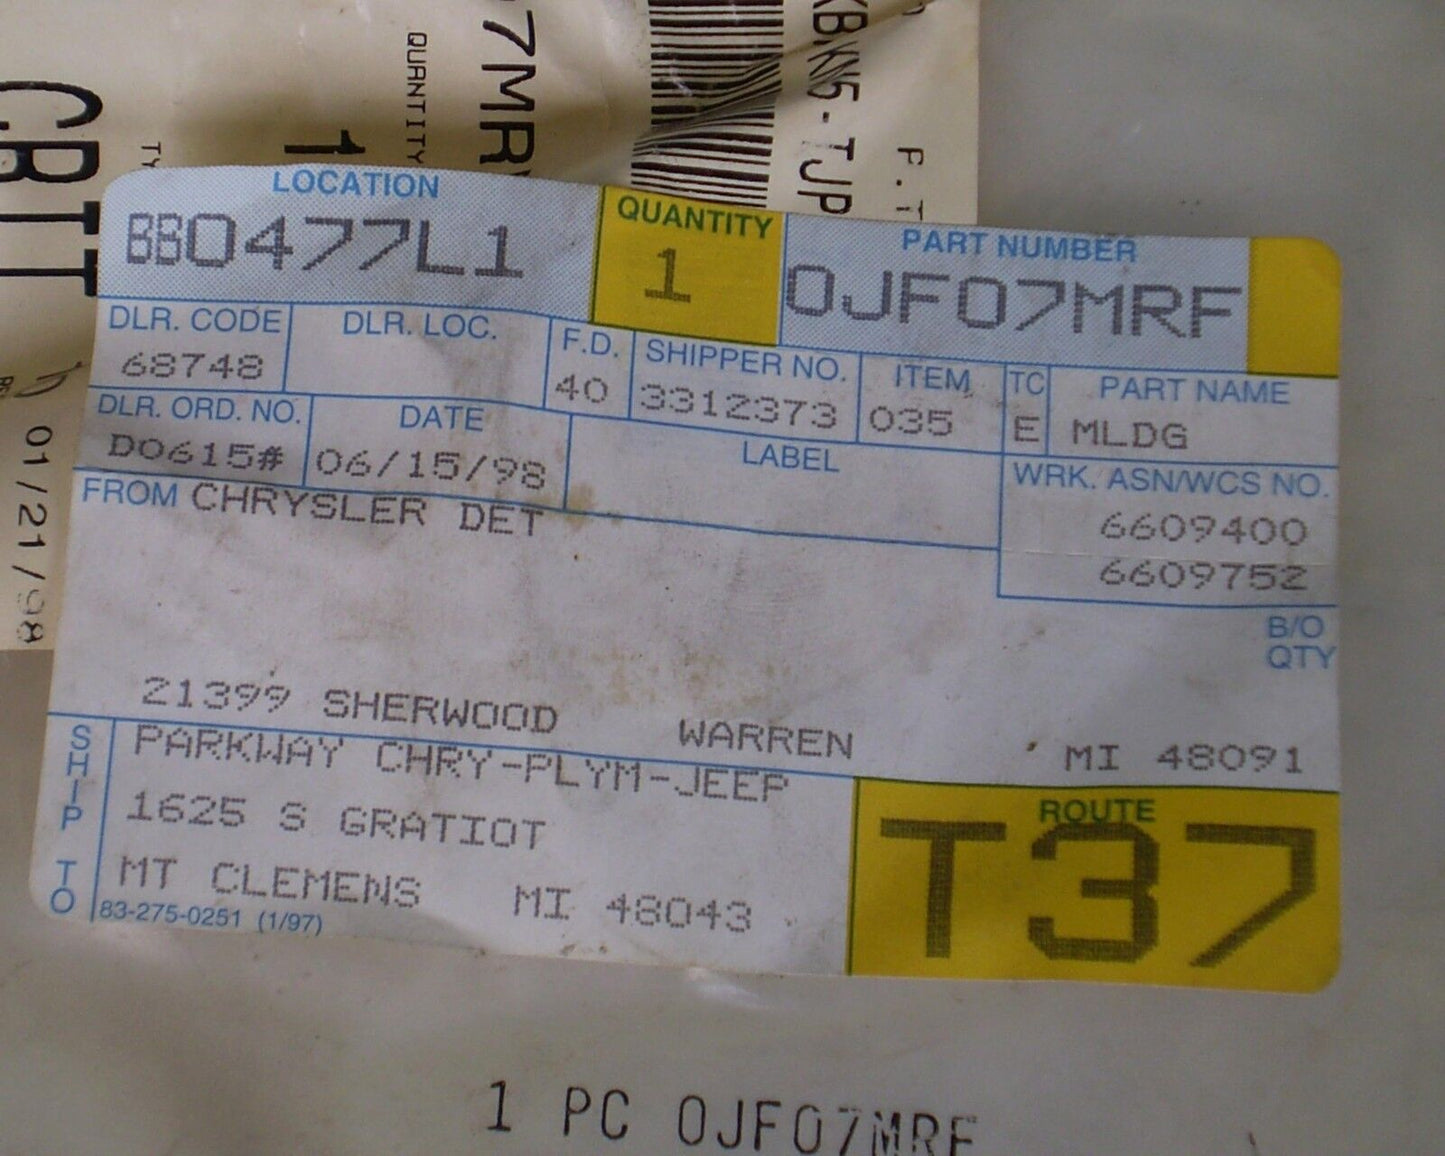 QUANTITY
1
01/21/98
LOCATION
BB0477L1
QUANTITY
1
PART NUMBER
0JF07MRF
DLR. CODE
68748
DLR. LOC.
F.D.
40
SHIPPER NO.
3312373
ITEM
035
TC
E
PART NAME
MLDG
DLR. ORD. NO.
D0615#
DATE
06/15/98
LABEL
WRK. ASN/WCS NO.
6609400
6609752
FROM CHRYSLER DET
B/O
QTY
21399 SHERWOOD WARREN MI 48091
SHIP TO
PARKWAY CHRY-PLYM-JEEP
1625 S GRATIOT
MT CLEMENS MI 48043
83-275-0251 (1/97)
ROUTE
T37
1 PC 0JF07MRF